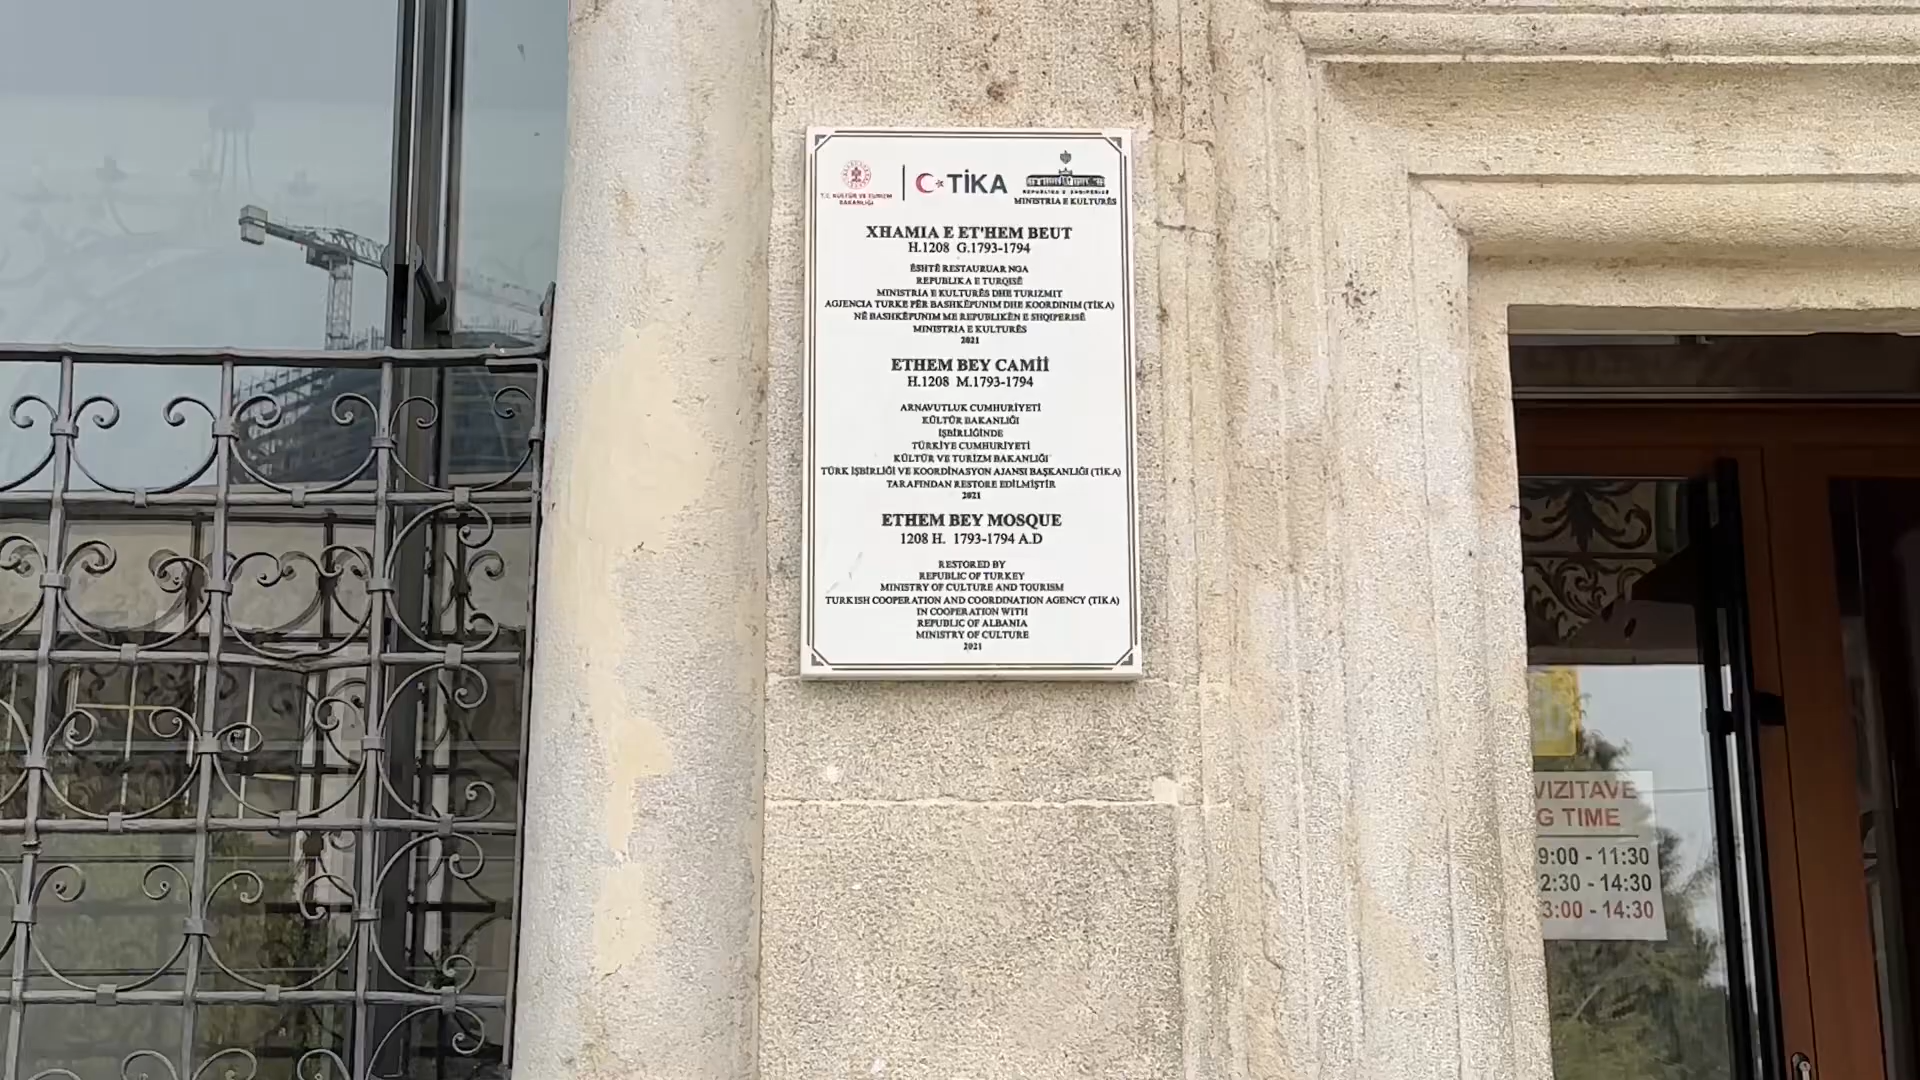 T.C. KÜLTÜR VE TURİZM
BAKANLIĞI
TİKA
REPUBLIKA E SHQIPERISË
MINISTRIA E KULTURËS
XHAMIA E ET'HEM BEUT
H.1208 G.1793-1794
ËSHTË RESTAURUAR NGA
REPUBLIKA E TURQISË
MINISTRIA E KULTURËS DHE TURIZMIT
AGJENCIA TURKE PËR BASHKËPUNIM DHE KOORDINIM (TİKA)
NË BASHKËPUNIM ME REPUBLIKËN E SHQIPERISË
MINISTRIA E KULTURËS
2021
ETHEM BEY CAMİİ
H.1208 M.1793-1794
ARNAVUTLUK CUMHURİYETİ
KÜLTÜR BAKANLIĞI
İŞBİRLİĞİNDE
TÜRKİYE CUMHURİYETİ
KÜLTÜR VE TURİZM BAKANLIĞI
TÜRK İŞBİRLİĞİ VE KOORDİNASYON AJANSI BAŞKANLIĞI (TİKA)
TARAFINDAN RESTORE EDİLMİŞTİR
2021
ETHEM BEY MOSQUE
1208 H. 1793-1794 A.D
RESTORED BY
REPUBLIC OF TURKEY
MINISTRY OF CULTURE AND TOURISM
TURKISH COOPERATION AND COORDINATION AGENCY (TIKA)
IN COOPERATION WITH
REPUBLIC OF ALBANIA
MINISTRY OF CULTURE
2021
VIZITAVE
G TIME
9:00 - 11:30
2:30 - 14:30
3:00 - 14:30